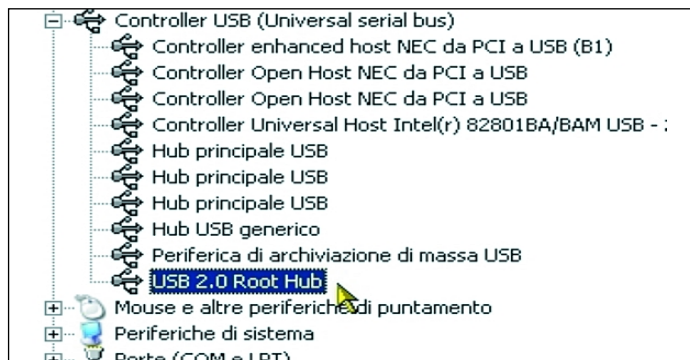 Controller USB (Universal serial bus)
Controller enhanced host NEC da PCI a USB (B1)
Controller Open Host NEC da PCI a USB
Controller Open Host NEC da PCI a USB
Controller Universal Host Intel(r) 82801BA/BAM USB -
Hub principale USB
Hub principale USB
Hub principale USB
Hub USB generico
Periferica di archiviazione di massa USB
USB 2.0 Root Hub
Mouse e altre periferiche di puntamento
Periferiche di sistema
Porte (COM e LPT)